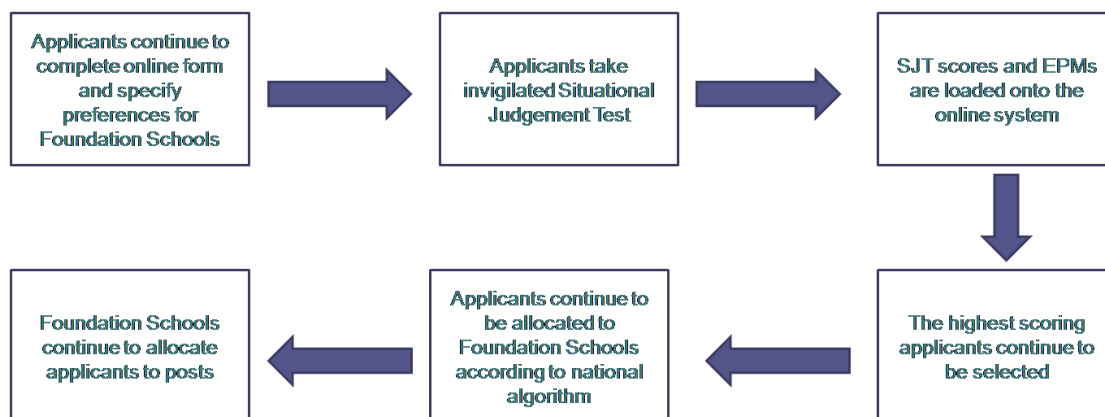 Applicants continue to
complete online form
and specify
preferences for
Foundation Schools
Applicants take
invigilated Situational
Judgement Test
SJT scores and EPMs
are loaded onto the
online system
The highest scoring
applicants continue to
be selected
Applicants continue to
be allocated to
Foundation Schools
according to national
algorithm
Foundation Schools
continue to allocate
applicants to posts